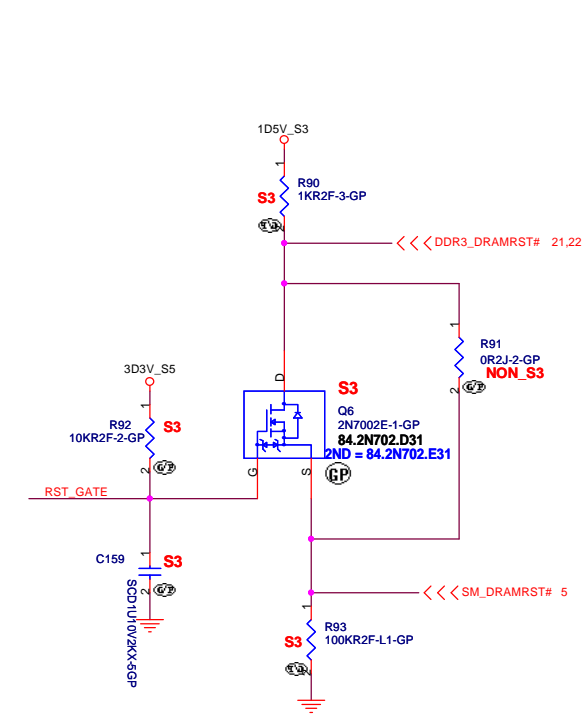 1D5V_S3
1
R90
S3
1KR2F-3-GP
2
DDR3_DRAMRST# 21,22
1
R91
0R2J-2-GP
NON_S3
2
3D3V_S5
D
S3
1
Q6
R92
S3
2N7002E-1-GP
10KR2F-2-GP
84.2N702.D31
2ND = 84.2N702.E31
2
G
S
GP
RST_GATE
1
C159
S3
2
SCD1U10V2KX-5GP
SM_DRAMRST# 5
1
R93
S3
100KR2F-L1-GP
2